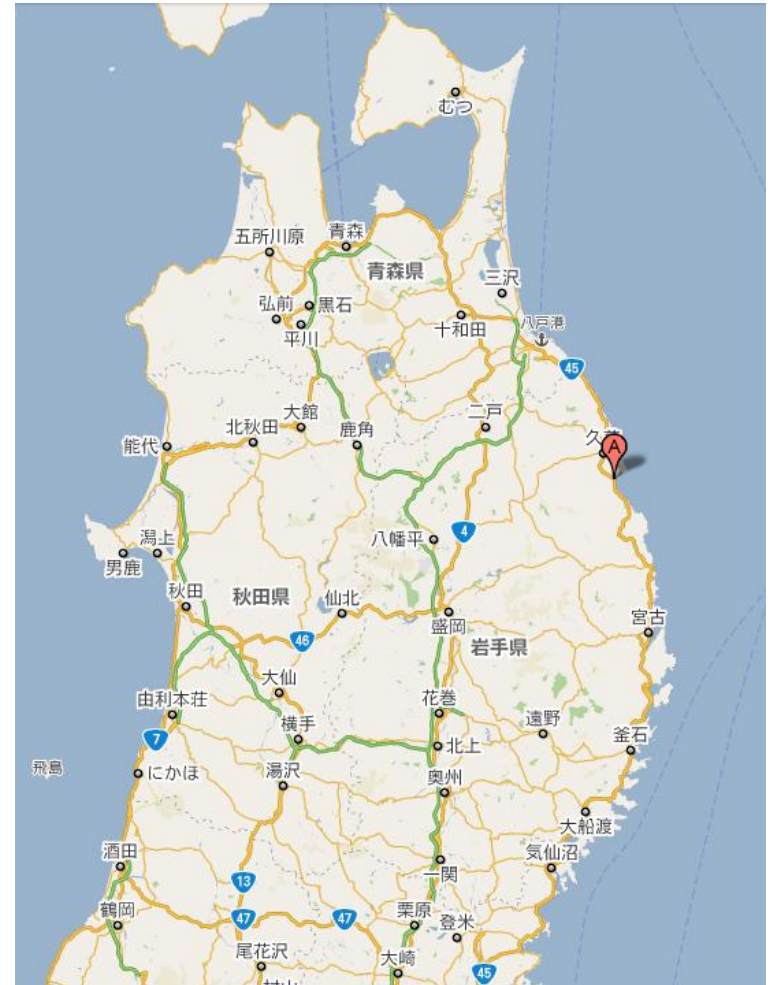 むつ
五所川原
青森
青森県
三沢
弘前
黒石
平川
十和田
八戸港
45
大館
北秋田
鹿角
二戸
能代
久慈
A
八幡平
4
潟上
男鹿
秋田
秋田県
仙北
盛岡
46
岩手県
宮古
大仙
由利本荘
花巻
遠野
7
横手
北上
釜石
飛島
にかほ
湯沢
奥州
大船渡
酒田
一関
気仙沼
13
鶴岡
47
47
栗原
登米
尾花沢
大崎
45